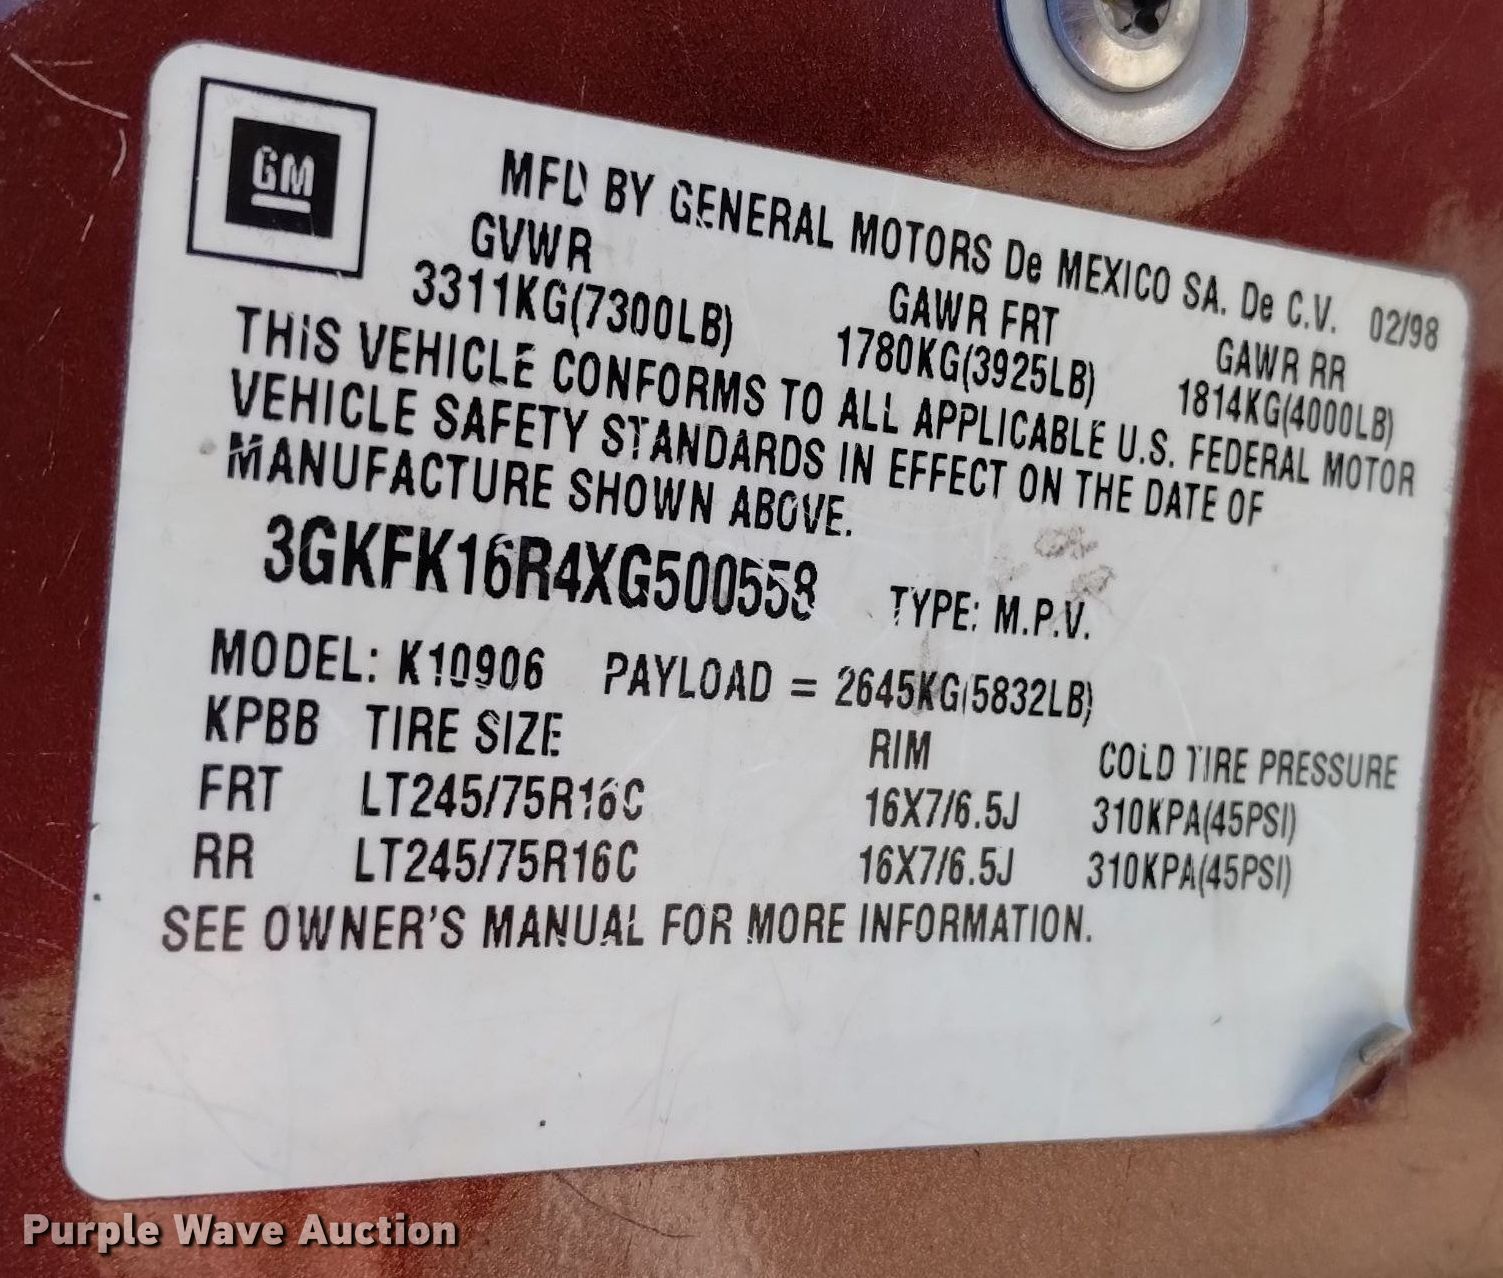 GM
MFD BY GENERAL MOTORS De MEXICO SA. De C.V. 02/98
GVWR GAWR FRT GAWR RR
3311KG(7300LB) 1780KG(3925LB) 1814KG(4000LB)
THIS VEHICLE CONFORMS TO ALL APPLICABLE U.S. FEDERAL MOTOR
VEHICLE SAFETY STANDARDS IN EFFECT ON THE DATE OF
MANUFACTURE SHOWN ABOVE.
3GKFK16R4XG500558 TYPE: M.P.V.
MODEL: K10906 PAYLOAD = 2645KG(5832LB)
KPBB TIRE SIZE RIM COLD TIRE PRESSURE
FRT LT245/75R16C 16X7/6.5J 310KPA(45PSI)
RR LT245/75R16C 16X7/6.5J 310KPA(45PSI)
SEE OWNER'S MANUAL FOR MORE INFORMATION.
Purple Wave Auction